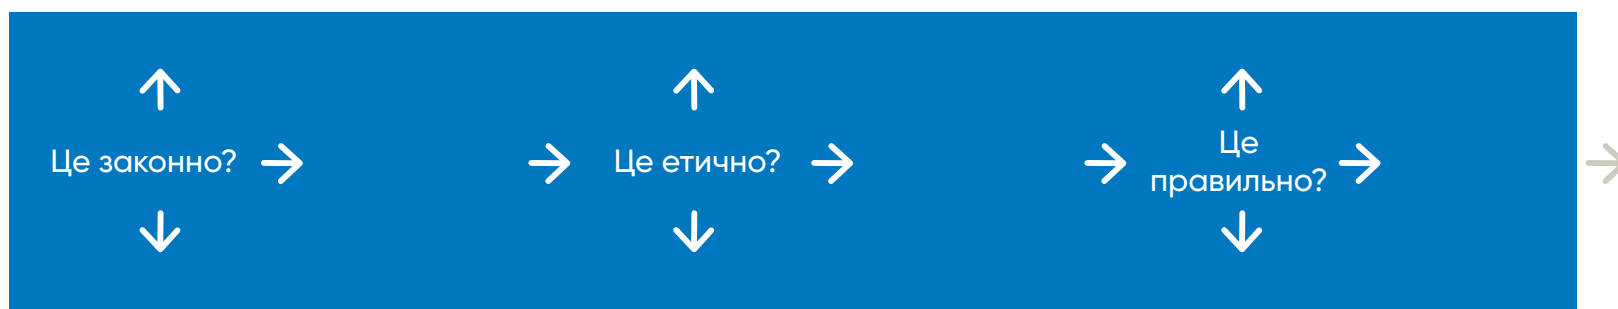 Це законно?
Це етично?
Це
правильно?